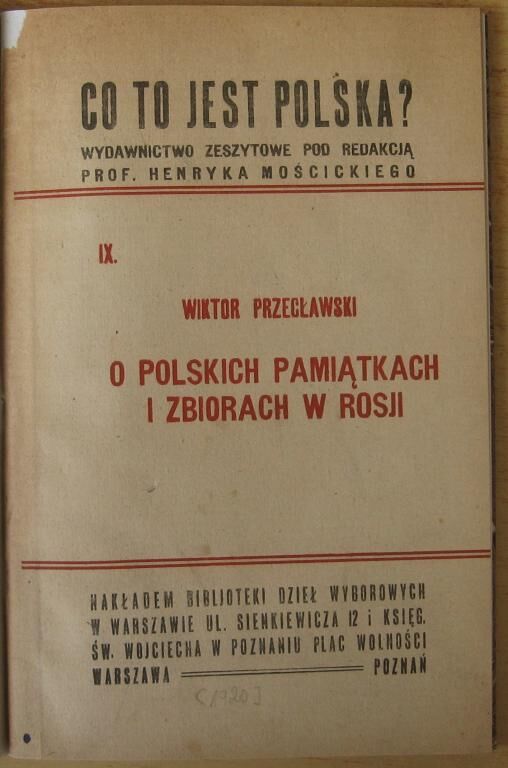 CO TO JEST POLSKA?
WYDAWNICTWO ZESZYTOWE POD REDAKCJĄ
PROF. HENRYKA MOŚCICKIEGO
IX.
WIKTOR PRZECŁAWSKI
O POLSKICH PAMIĄTKACH
I ZBIORACH W ROSJI
NAKŁADEM BIBLJOTEKI DZIEŁ WYBOROWYCH
W WARSZAWIE UL. SIENKIEWICZA 12 i KSIĘG.
ŚW. WOJCIECHA W POZNANIU PLAC WOLNOŚCI
WARSZAWA POZNAŃ
[1920]